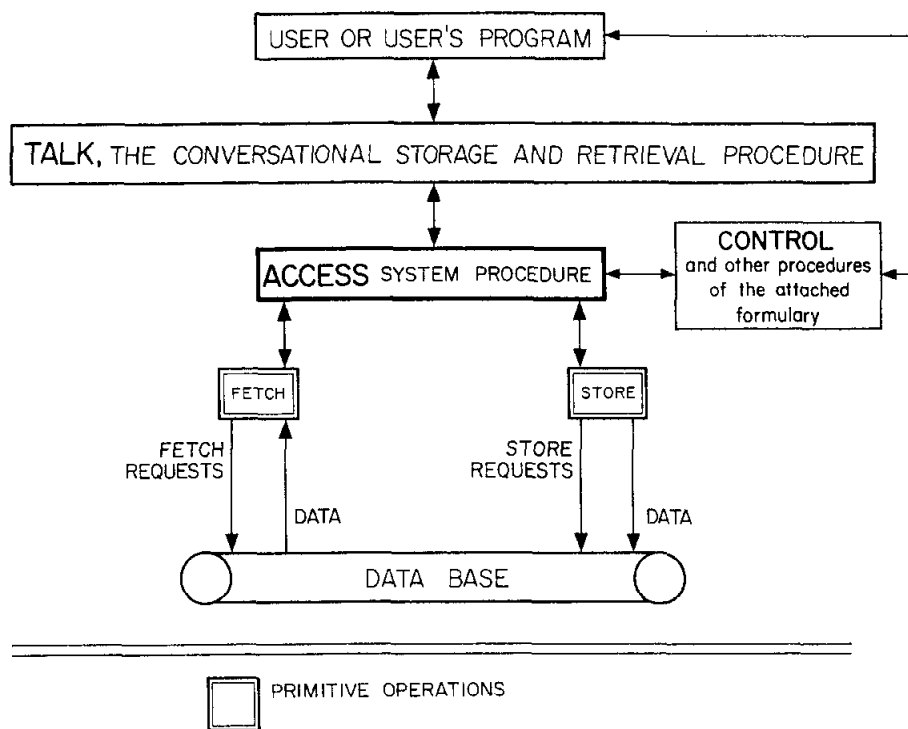 USER OR USER'S PROGRAM
TALK, THE CONVERSATIONAL STORAGE AND RETRIEVAL PROCEDURE
ACCESS SYSTEM PROCEDURE
CONTROL
and other procedures
of the attached
formulary
FETCH
STORE
FETCH
REQUESTS
DATA
STORE
REQUESTS
DATA
DATA BASE
PRIMITIVE OPERATIONS